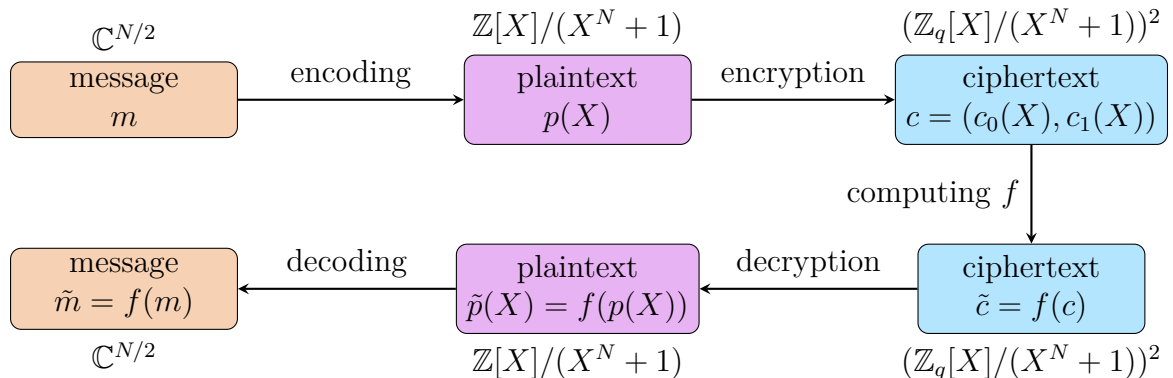 ℂ^{N/2}
message
m
encoding
ℤ[X]/(X^N + 1)
plaintext
p(X)
encryption
(ℤ_q[X]/(X^N + 1))^2
ciphertext
c = (c_0(X), c_1(X))
computing f
message
m̃ = f(m)
ℂ^{N/2}
decoding
plaintext
p̃(X) = f(p(X))
ℤ[X]/(X^N + 1)
decryption
ciphertext
c̃ = f(c)
(ℤ_q[X]/(X^N + 1))^2